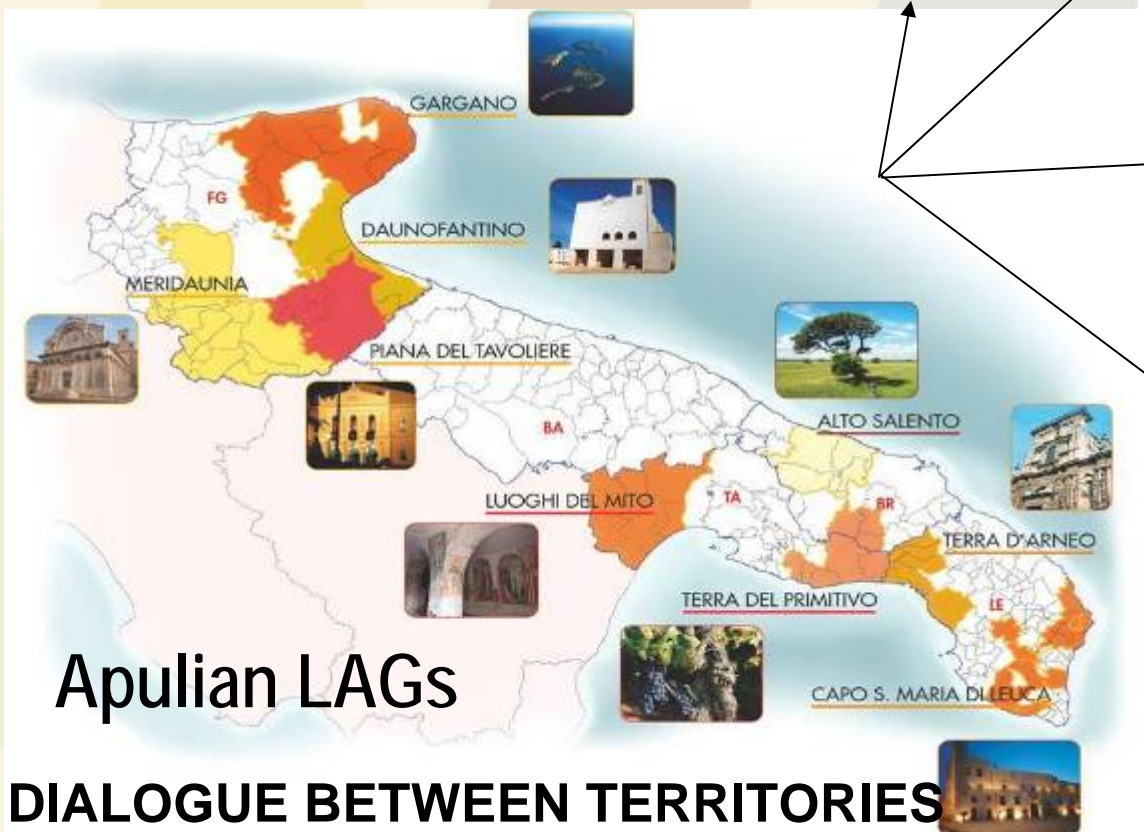 GARGANO
FG
DAUNOFANTINO
MERIDAUNIA
PIANA DEL TAVOLIERE
ALTO SALENTO
BA
LUOGHI DEL MITO
TA
BR
TERRA D'ARNEO
TERRA DEL PRIMITIVO
LE
Apulian LAGs
CAPO S. MARIA DI LEUCA
DIALOGUE BETWEEN TERRITORIES